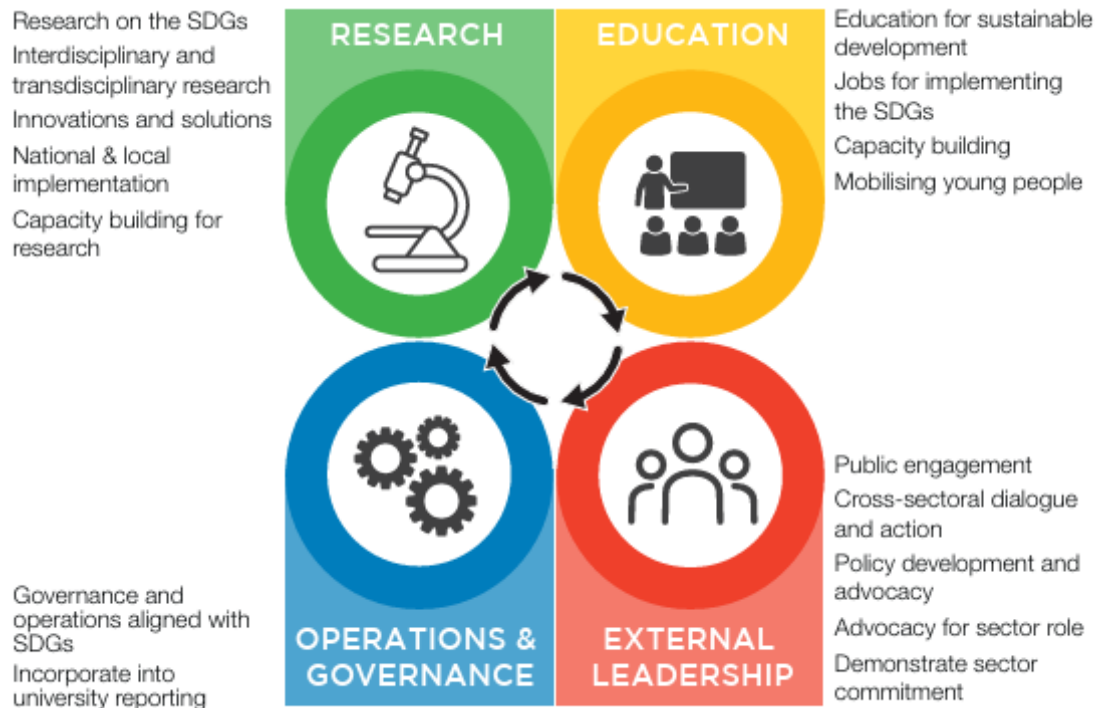 Research on the SDGs
Interdisciplinary and
transdisciplinary research
Innovations and solutions
National & local
implementation
Capacity building for
research
RESEARCH
EDUCATION
Education for sustainable
development
Jobs for implementing
the SDGs
Capacity building
Mobilising young people
Governance and
operations aligned with
SDGs
Incorporate into
university reporting
OPERATIONS &
GOVERNANCE
EXTERNAL
LEADERSHIP
Public engagement
Cross-sectoral dialogue
and action
Policy development and
advocacy
Advocacy for sector role
Demonstrate sector
commitment